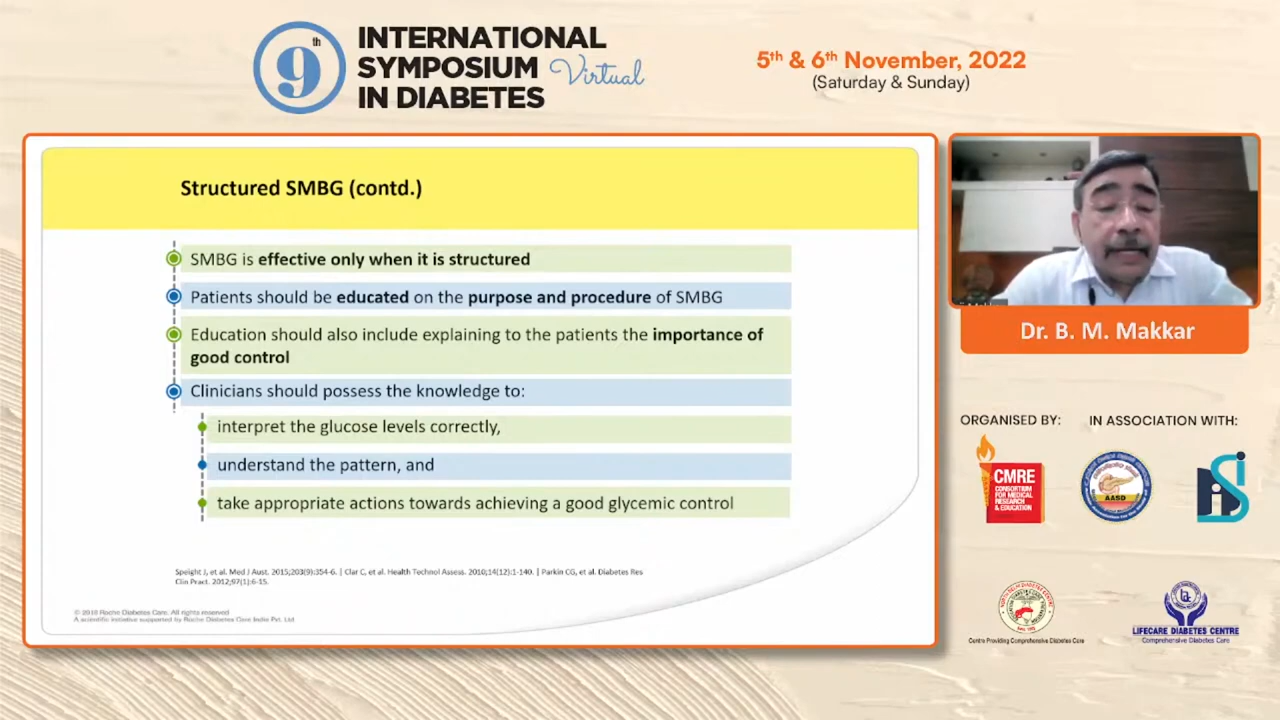 9th
INTERNATIONAL
SYMPOSIUM Virtual
IN DIABETES
5th & 6th November, 2022
(Saturday & Sunday)
Structured SMBG (contd.)
SMBG is effective only when it is structured
Patients should be educated on the purpose and procedure of SMBG
Education should also include explaining to the patients the importance of
good control
Clinicians should possess the knowledge to:
interpret the glucose levels correctly,
understand the pattern, and
take appropriate actions towards achieving a good glycemic control
Speight J, et al. Med J Aust. 2015;203(9):354-6. | Clar C, et al. Health Technol Assess. 2010;14(12):1-140. | Parkin CG, et al. Diabetes Res
Clin Pract. 2012;97(1):6-15.
Roche Diabetes Care. All rights reserved
A scientific initiative supported by Roche Diabetes Care India Pvt. Ltd
Dr. B. M. Makkar
ORGANISED BY:
IN ASSOCIATION WITH:
CMRE
CONSORTIUM
FOR MEDICAL
RESEARCH
& EDUCATION
AASD
Centre Providing Comprehensive Diabetes Care
LIFECARE DIABETES CENTRE
Comprehensive Diabetes Care